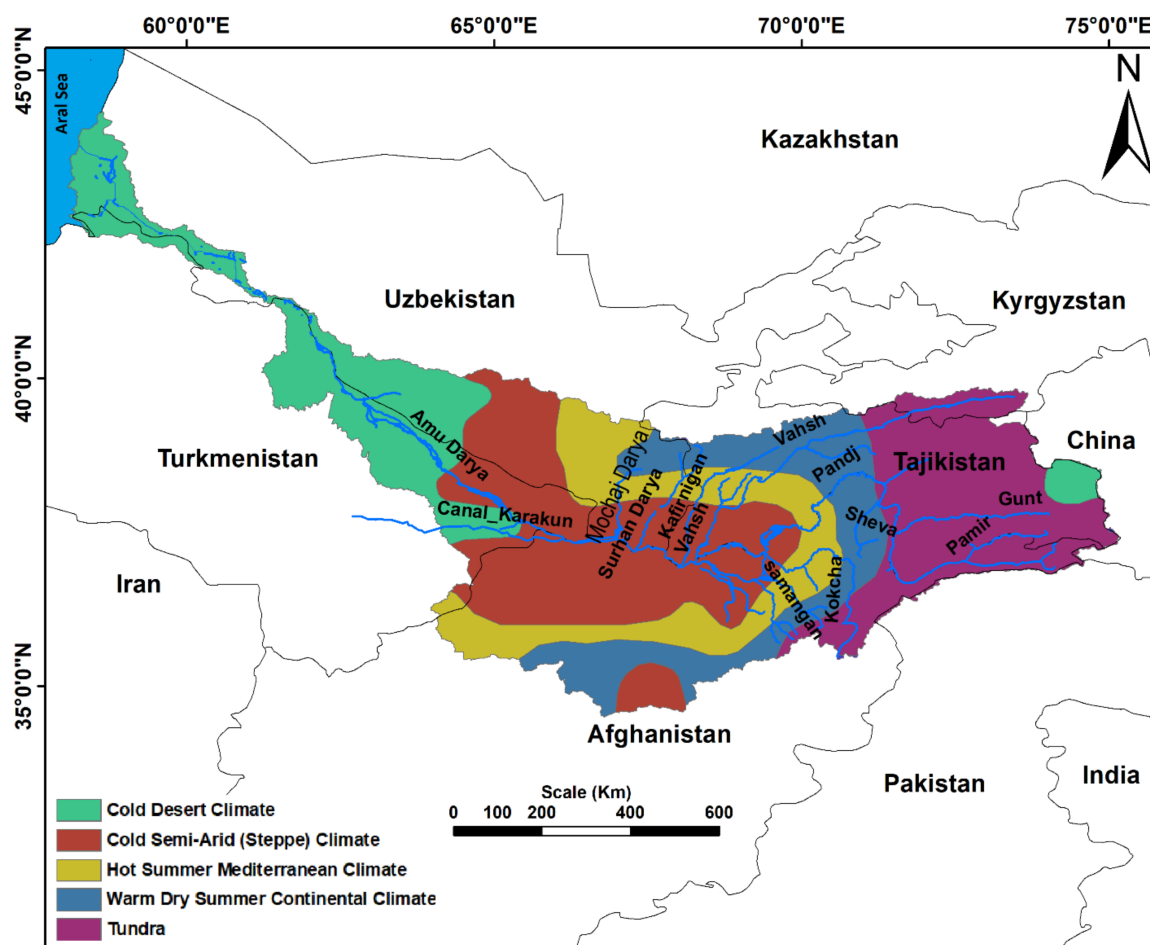 60°0'0"E
65°0'0"E
70°0'0"E
75°0'0"E
45°0'0"N
40°0'0"N
35°0'0"N
N
Aral Sea
Kazakhstan
Uzbekistan
Kyrgyzstan
Turkmenistan
Amu Darya
Canal_Karakun
Mochaj Darya
Surhan Darya
Kafirnigan
Vahsh
Vahsh
Pandj
Tajikistan
China
Gunt
Sheva
Pamir
samangan
Kokcha
Iran
Afghanistan
Pakistan
India
Scale (Km)
0 100 200 400 600
Cold Desert Climate
Cold Semi-Arid (Steppe) Climate
Hot Summer Mediterranean Climate
Warm Dry Summer Continental Climate
Tundra